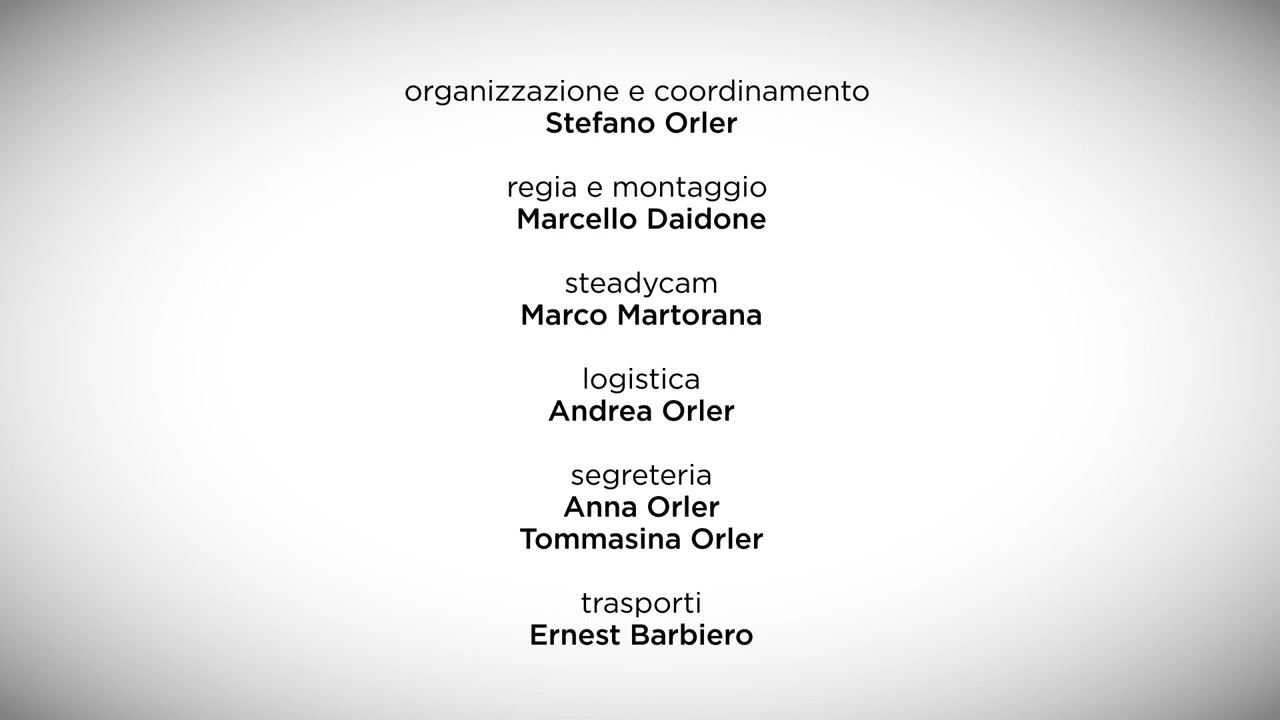 organizzazione e coordinamento
Stefano Orler
regia e montaggio
Marcello Daidone
steadycam
Marco Martorana
logistica
Andrea Orler
segreteria
Anna Orler
Tommasina Orler
trasporti
Ernest Barbiero